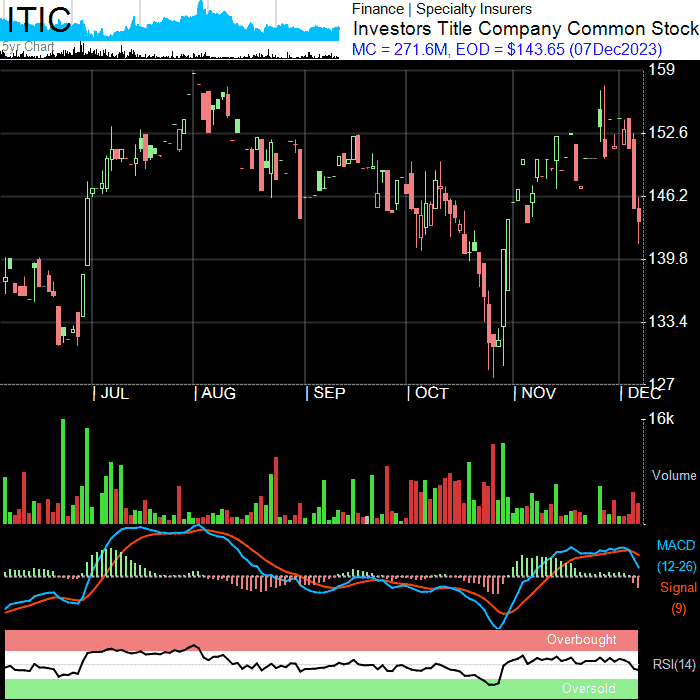 ITIC
5yr Chart
Finance | Specialty Insurers
Investors Title Company Common Stock
MC = 271.6M, EOD = $143.65 (07Dec2023)
159
152.6
146.2
139.8
133.4
127
JUL AUG SEP OCT NOV DEC
16k
Volume
MACD
(12-26)
Signal
(9)
Overbought
RSI(14)
Oversold